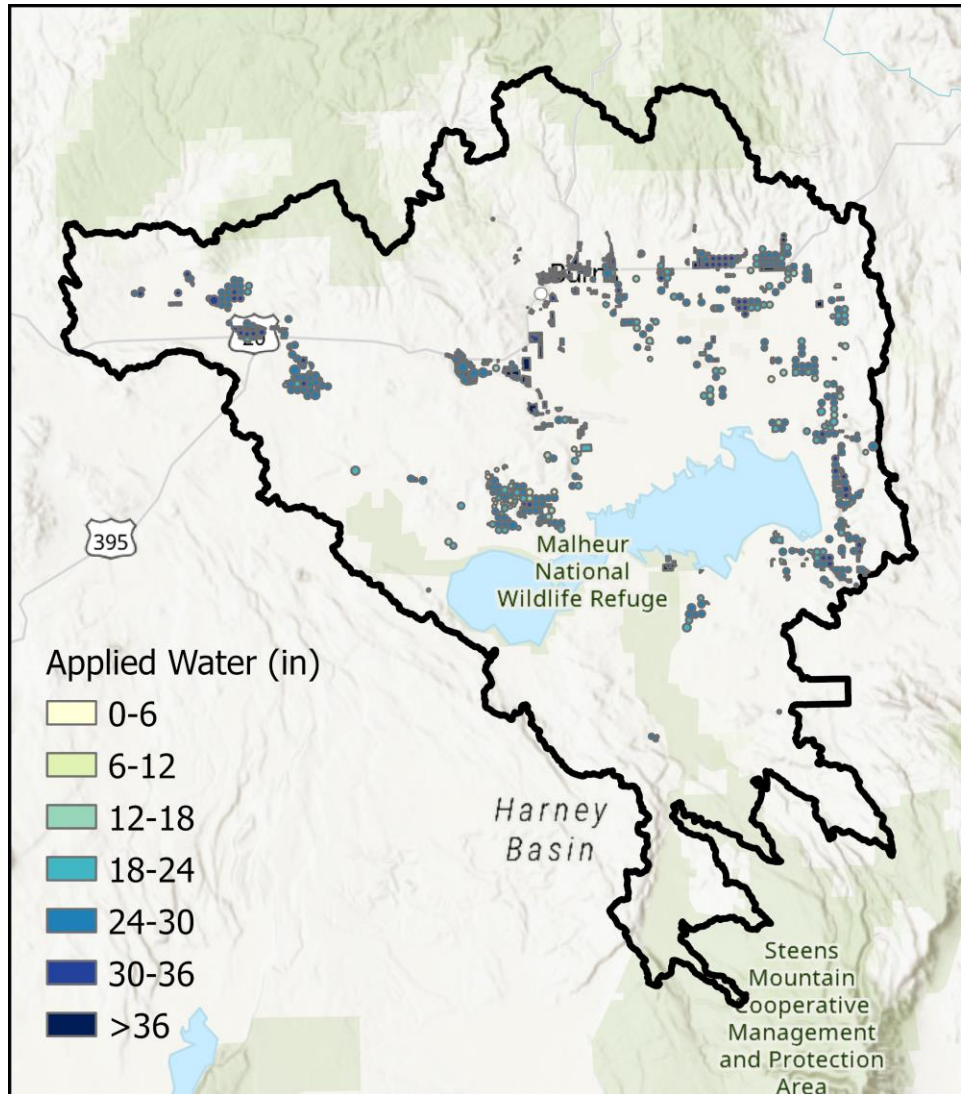 395
Malheur
National
Wildlife Refuge
Applied Water (in)
0-6
6-12
12-18
18-24
24-30
30-36
>36
Harney
Basin
Steens
Mountain
Cooperative
Management
and Protection
Area